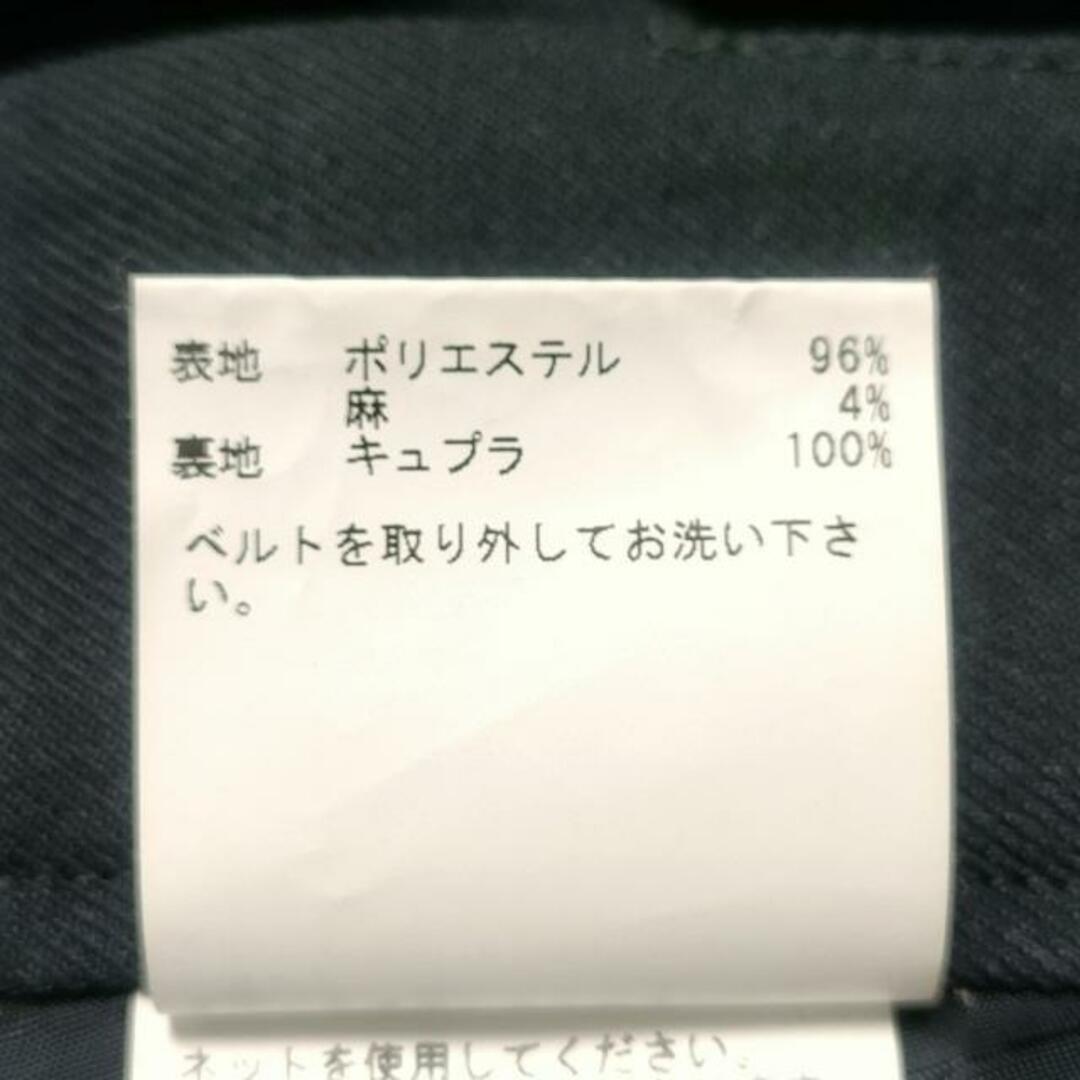 表地 ポリエステル 96%
麻 4%
裏地 キュプラ 100%
ベルトを取り外してお洗い下さ
い。
ネットを使用してください。